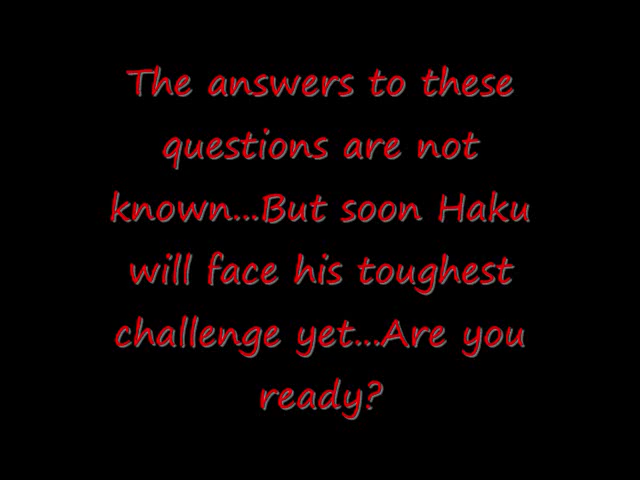 The answers to these
questions are not
known...But soon Haku
will face his toughest
challenge yet...Are you
ready?